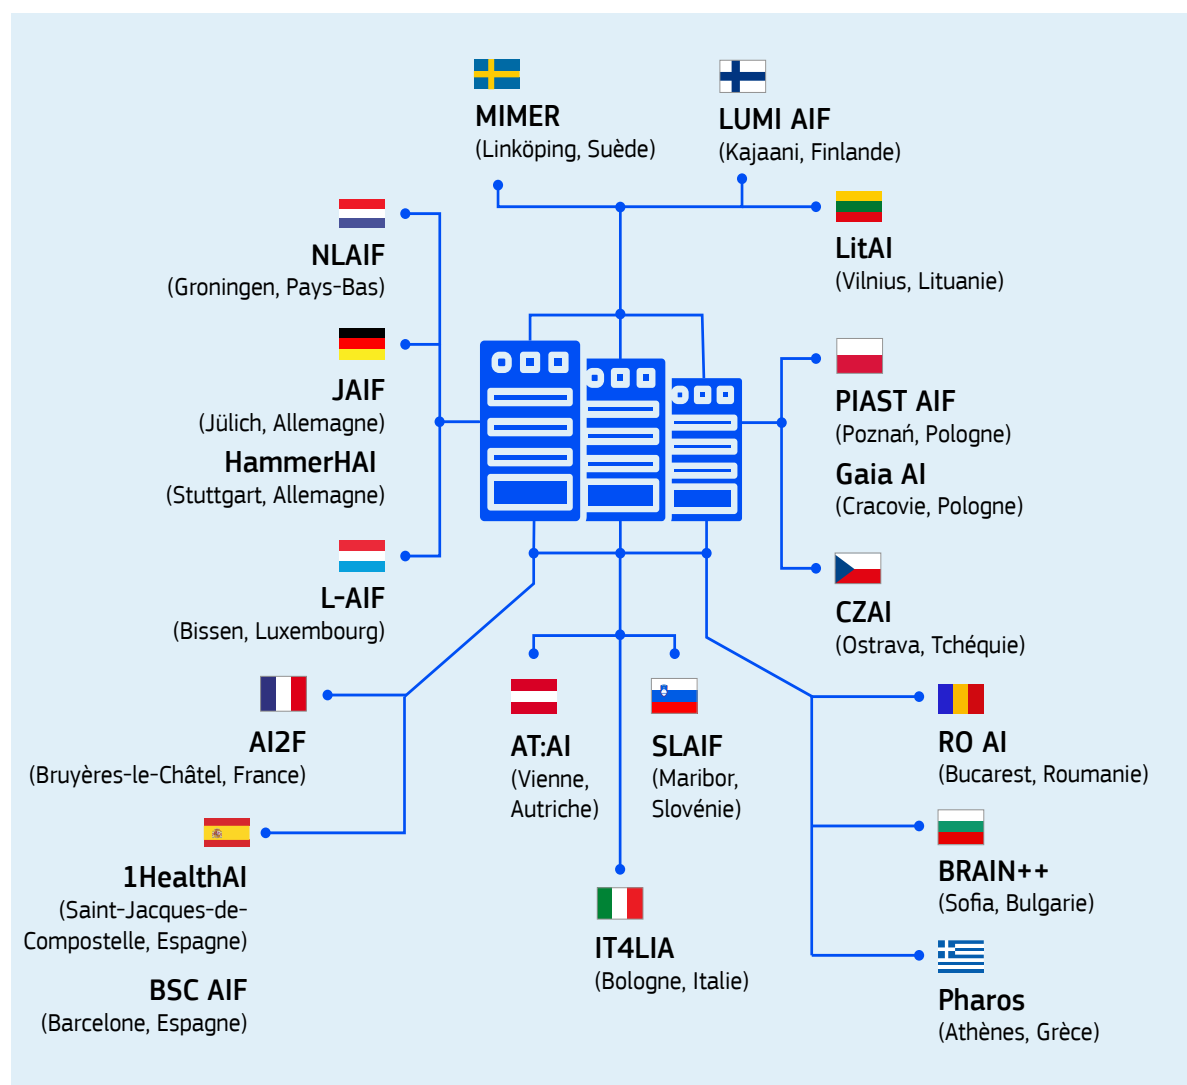 MIMER
(Linköping, Suède)
LUMI AIF
(Kajaani, Finlande)
NLAIF
(Groningen, Pays-Bas)
LitAI
(Vilnius, Lituanie)
JAIF
(Jülich, Allemagne)
HammerHAI
(Stuttgart, Allemagne)
PIAST AIF
(Poznań, Pologne)
Gaia AI
(Cracovie, Pologne)
L-AIF
(Bissen, Luxembourg)
CZAI
(Ostrava, Tchéquie)
AI2F
(Bruyères-le-Châtel, France)
AT:AI
(Vienne,
Autriche)
SLAIF
(Maribor,
Slovénie)
RO AI
(Bucarest, Roumanie)
1HealthAI
(Saint-Jacques-de-
Compostelle, Espagne)
BSC AIF
(Barcelone, Espagne)
IT4LIA
(Bologne, Italie)
BRAIN++
(Sofia, Bulgarie)
Pharos
(Athènes, Grèce)